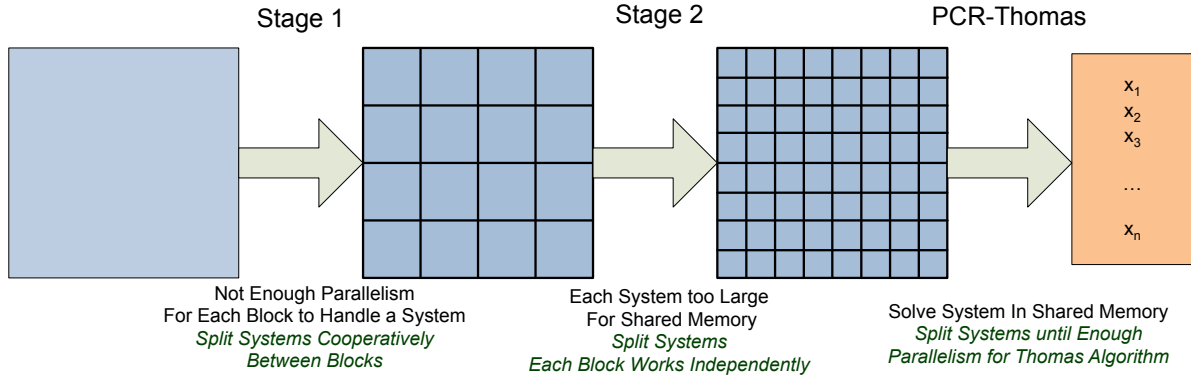 Stage 1
Stage 2
PCR-Thomas
x1
x2
x3
...
xn
Not Enough Parallelism
For Each Block to Handle a System
Split Systems Cooperatively
Between Blocks
Each System too Large
For Shared Memory
Split Systems
Each Block Works Independently
Solve System In Shared Memory
Split Systems until Enough
Parallelism for Thomas Algorithm